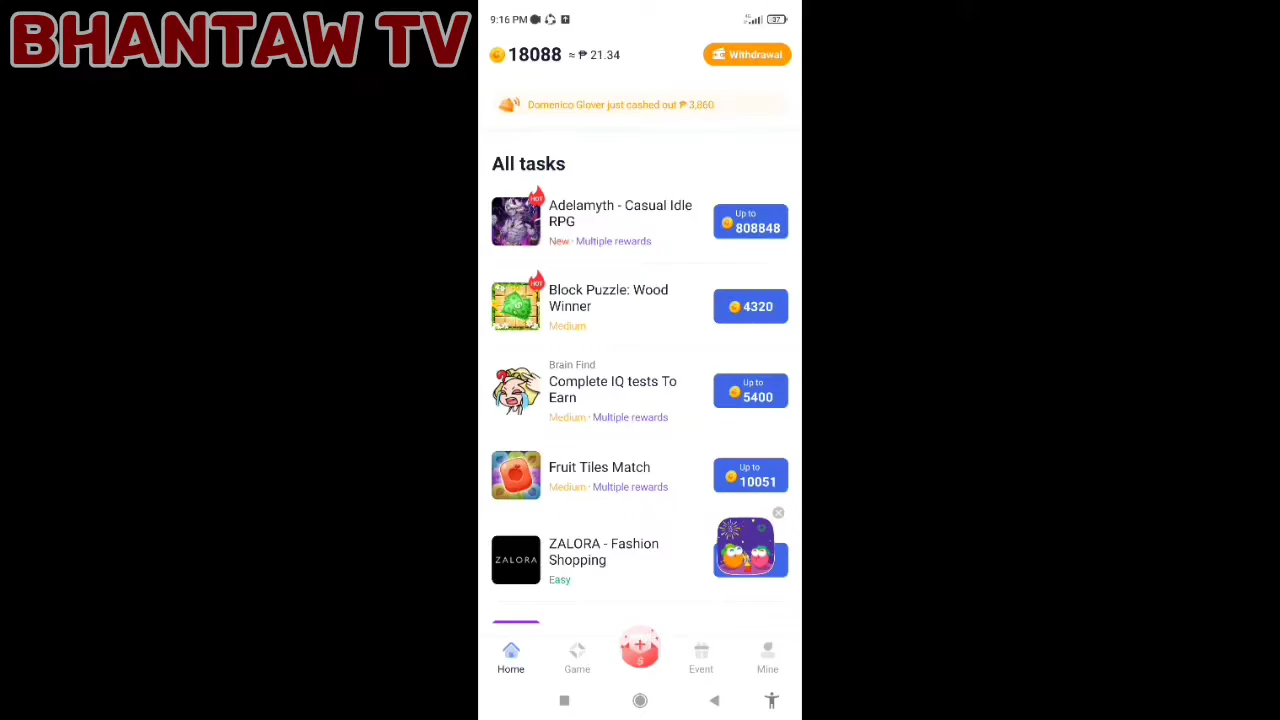 BHANTAW TV
9:16 PM
37
18088 ≈ ₱ 21.34
Withdrawal
Domenico Glover just cashed out ₱ 3,860
All tasks
HOT
Adelamyth - Casual Idle
RPG
New · Multiple rewards
Up to
808848
HOT
Block Puzzle: Wood
Winner
Medium
4320
Brain Find
Complete IQ tests To
Earn
Medium · Multiple rewards
Up to
5400
Fruit Tiles Match
Medium · Multiple rewards
Up to
10051
ZALORA
ZALORA - Fashion
Shopping
Easy
Home
Game
Event
Mine